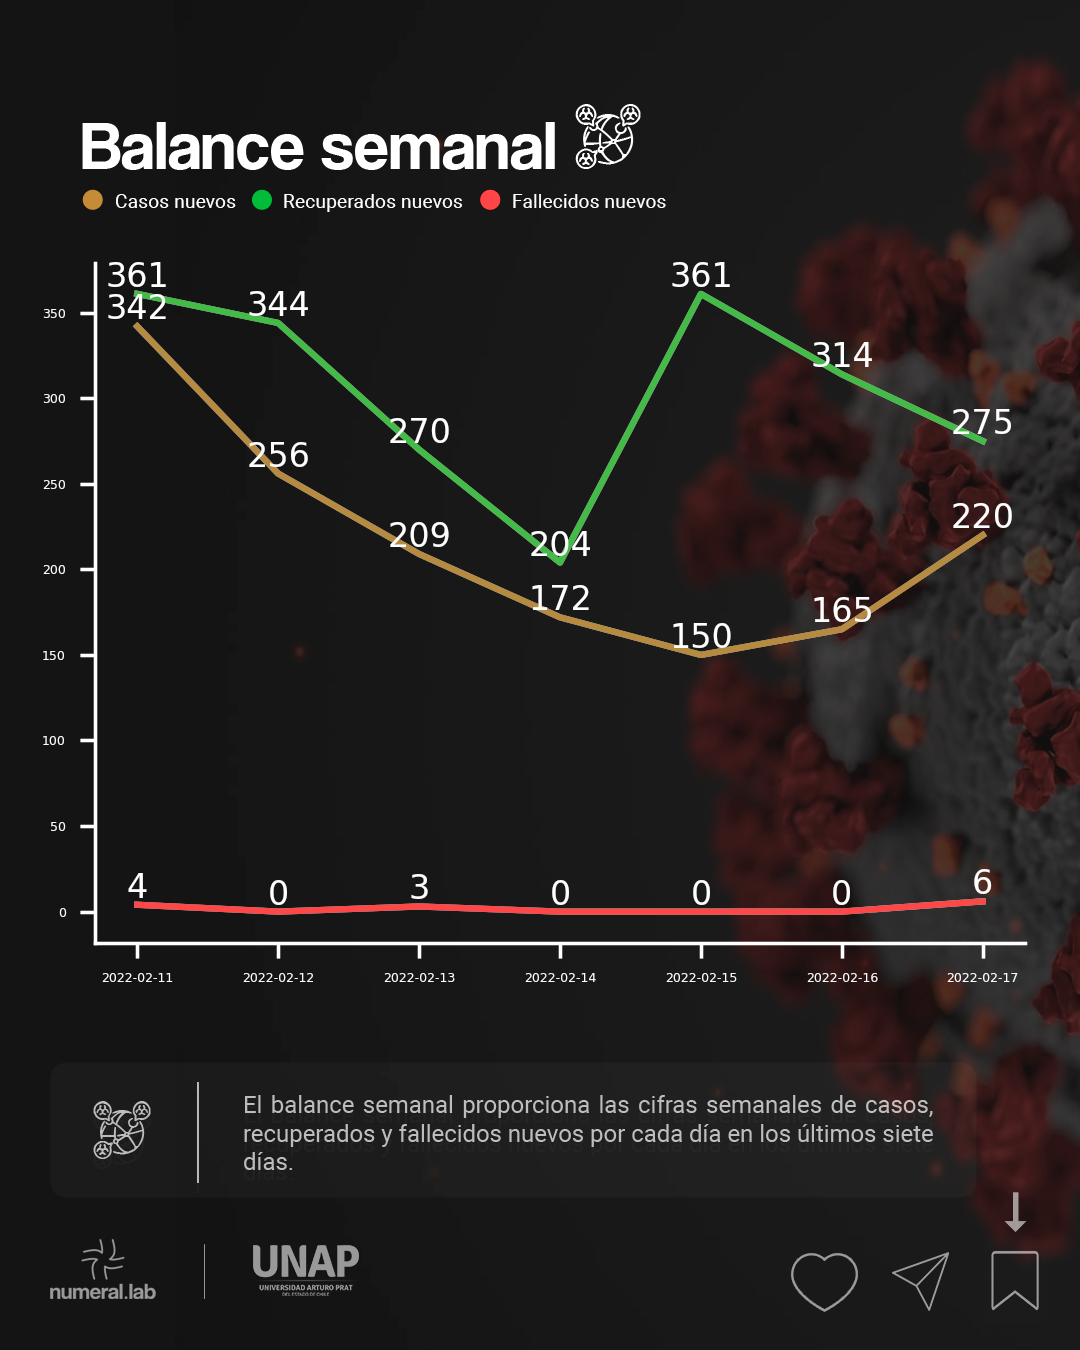 Balance semanal
Casos nuevos Recuperados nuevos Fallecidos nuevos
361 361
342 344
350
314
300
270 275
256
250
209 220
204
200
172 165
150
150
100
50
4 0 3 0 0 0 6
0
2022-02-11 2022-02-12 2022-02-13 2022-02-14 2022-02-15 2022-02-16 2022-02-17
El balance semanal proporciona las cifras semanales de casos,
recuperados y fallecidos nuevos por cada día en los últimos siete
días.
numeral.lab
UNAP
UNIVERSIDAD ARTURO PRAT
DEL ESTADO DE CHILE